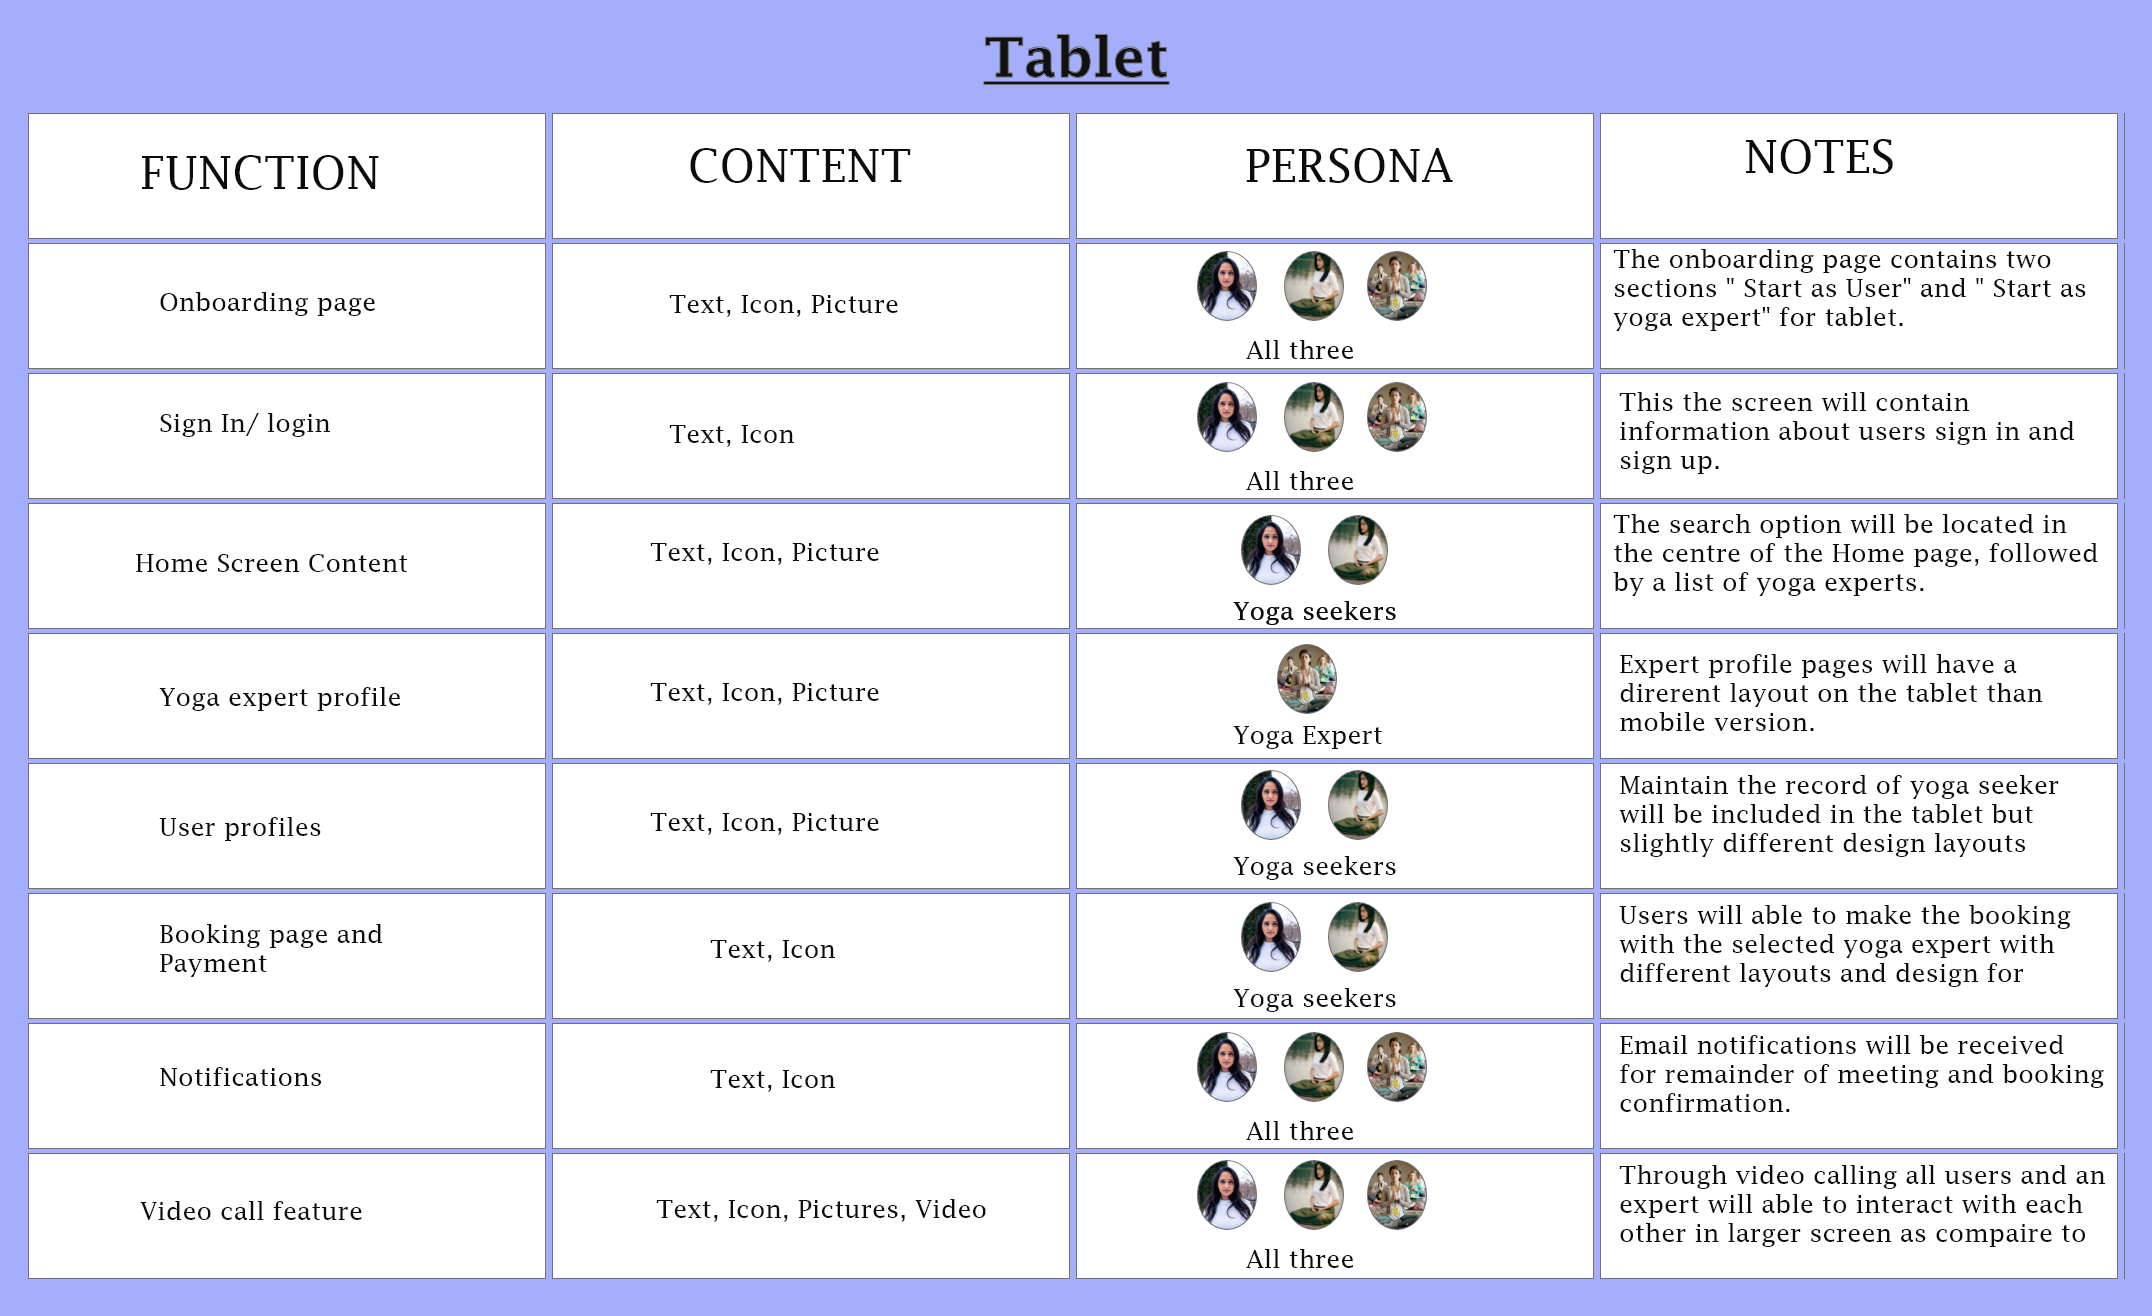 Tablet
FUNCTION
CONTENT
PERSONA
NOTES
Onboarding page
Text, Icon, Picture
All three
The onboarding page contains two
sections " Start as User" and " Start as
yoga expert" for tablet.
Sign In/ login
Text, Icon
All three
This the screen will contain
information about users sign in and
sign up.
Home Screen Content
Text, Icon, Picture
Yoga seekers
The search option will be located in
the centre of the Home page, followed
by a list of yoga experts.
Yoga expert profile
Text, Icon, Picture
Yoga Expert
Expert profile pages will have a
direrent layout on the tablet than
mobile version.
User profiles
Text, Icon, Picture
Yoga seekers
Maintain the record of yoga seeker
will be included in the tablet but
slightly different design layouts
Booking page and
Payment
Text, Icon
Yoga seekers
Users will able to make the booking
with the selected yoga expert with
different layouts and design for
Notifications
Text, Icon
All three
Email notifications will be received
for remainder of meeting and booking
confirmation.
Video call feature
Text, Icon, Pictures, Video
All three
Through video calling all users and an
expert will able to interact with each
other in larger screen as compaire to